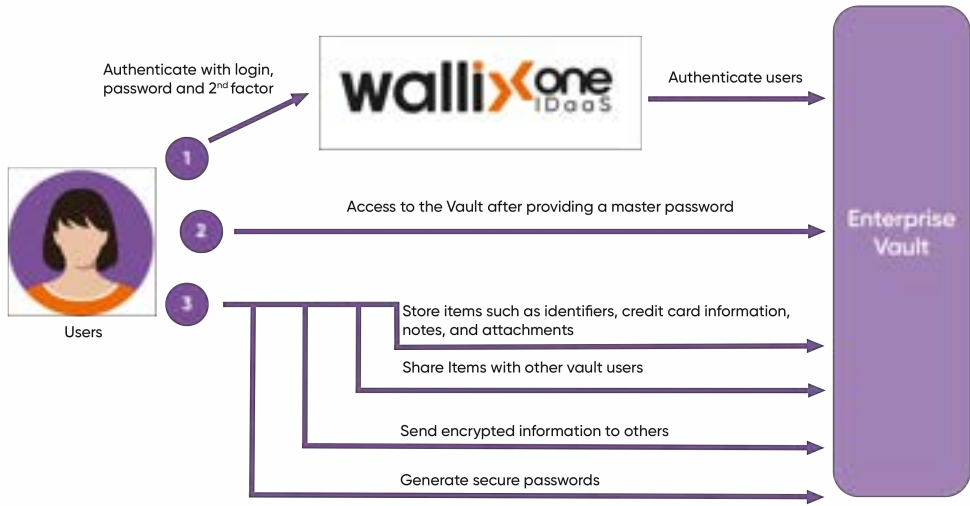 Authenticate with login,
password and 2nd factor
wallix one
IDaaS
Authenticate users
1
Access to the Vault after providing a master password
2
Enterprise
Vault
3
Users
Store items such as identifiers, credit card information,
notes, and attachments
Share Items with other vault users
Send encrypted information to others
Generate secure passwords